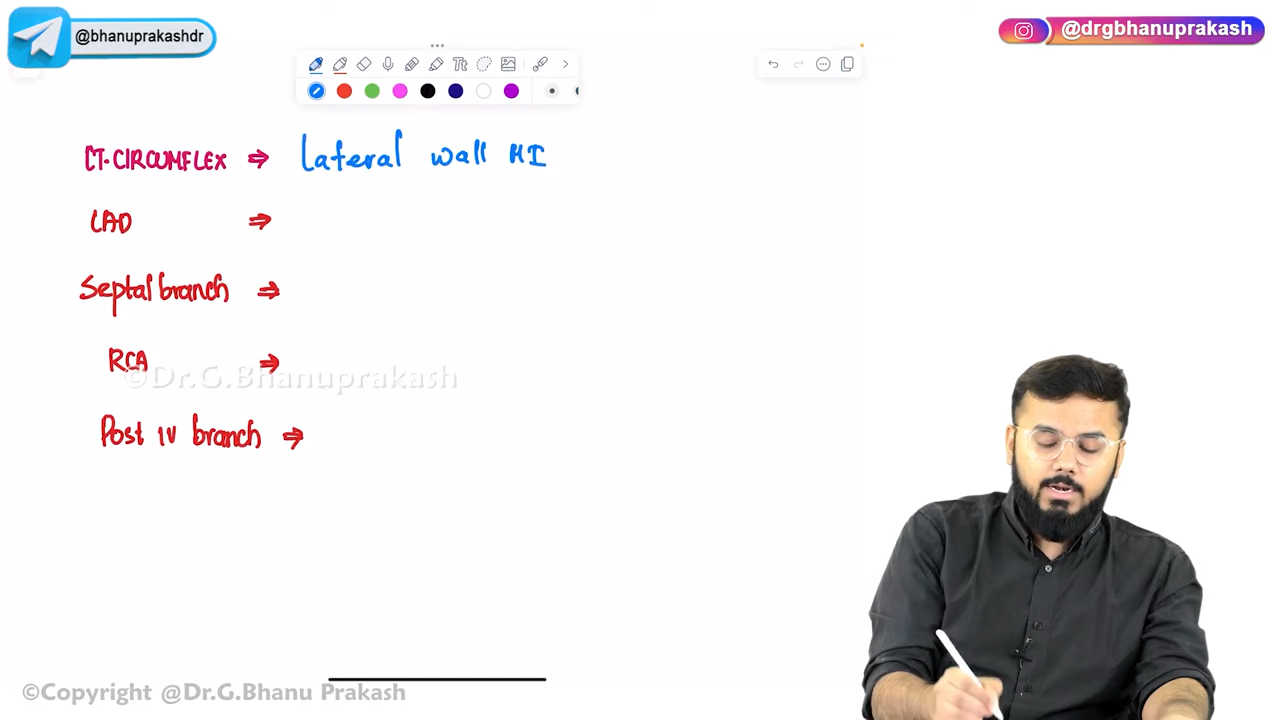 @bhanuprakashdr
@drgbhanuprakash
Tt
LT. CIRCUMFLEX ⇒ Lateral wall MI
LAD ⇒
Septal branch ⇒
RCA ⇒
©Dr.G.Bhanuprakash
Post IV branch ⇒
©Copyright @Dr.G.Bhanu Prakash